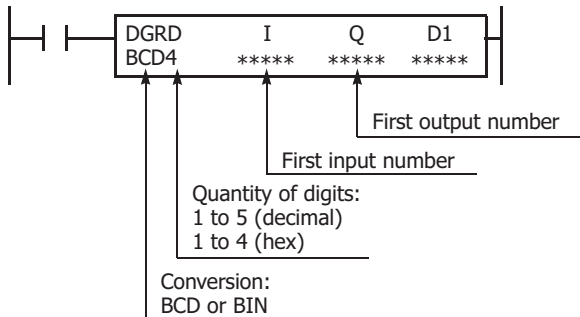 DGRD I Q D1
BCD4 ***** ***** *****
First output number
First input number
Quantity of digits:
1 to 5 (decimal)
1 to 4 (hex)
Conversion:
BCD or BIN